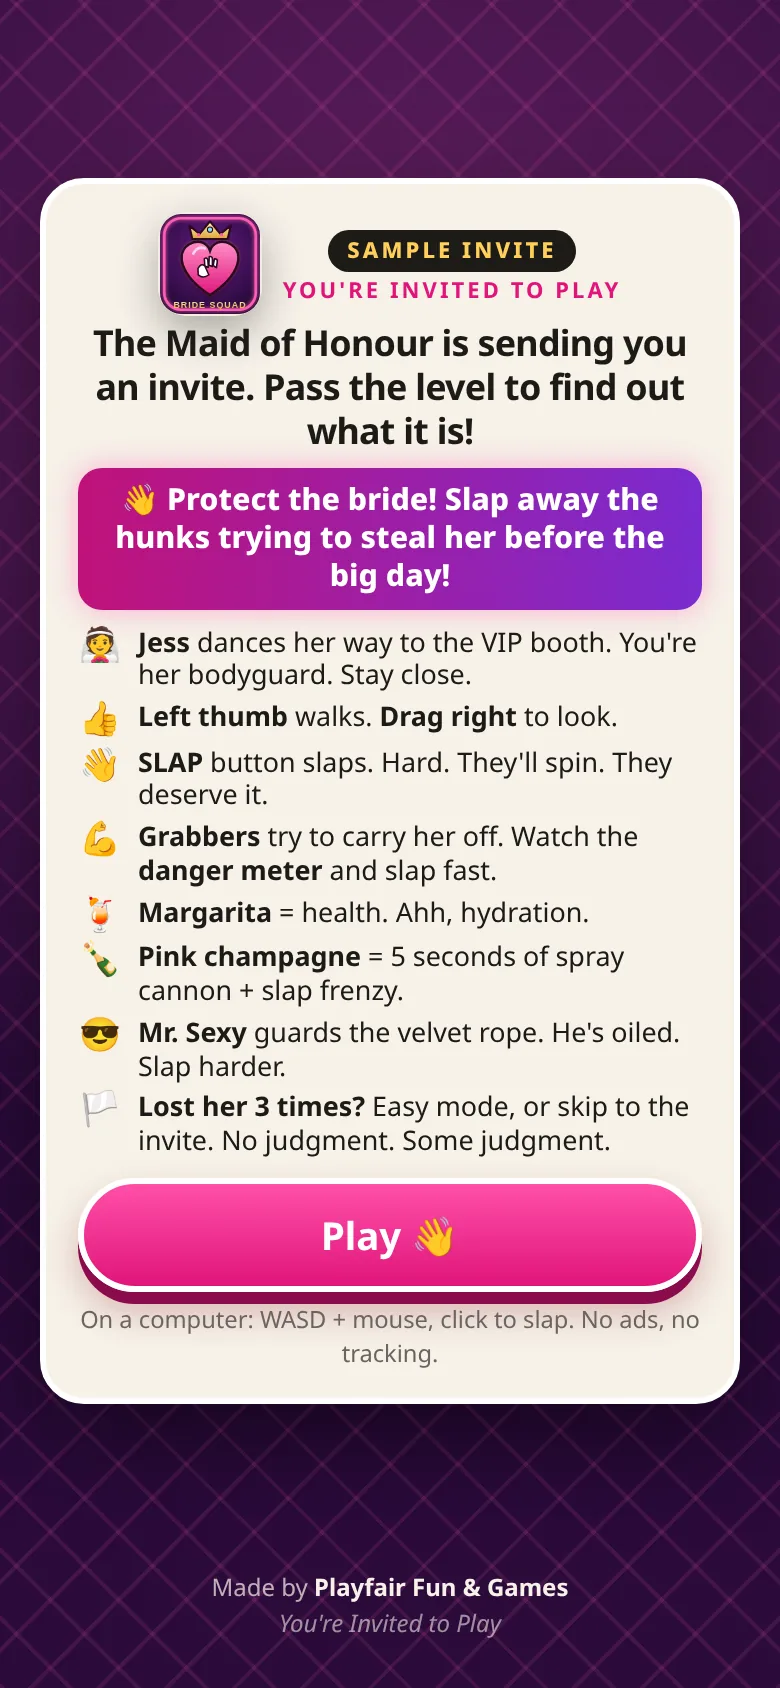 BRIDE SQUAD
SAMPLE INVITE
YOU'RE INVITED TO PLAY
The Maid of Honour is sending you
an invite. Pass the level to find out
what it is!
👋 Protect the bride! Slap away the
hunks trying to steal her before the
big day!
Jess dances her way to the VIP booth. You're
her bodyguard. Stay close.
Left thumb walks. Drag right to look.
SLAP button slaps. Hard. They'll spin. They
deserve it.
Grabbers try to carry her off. Watch the
danger meter and slap fast.
Margarita = health. Ahh, hydration.
Pink champagne = 5 seconds of spray
cannon + slap frenzy.
Mr. Sexy guards the velvet rope. He's oiled.
Slap harder.
Lost her 3 times? Easy mode, or skip to the
invite. No judgment. Some judgment.
Play 👋
On a computer: WASD + mouse, click to slap. No ads, no
tracking.
Made by Playfair Fun & Games
You're Invited to Play